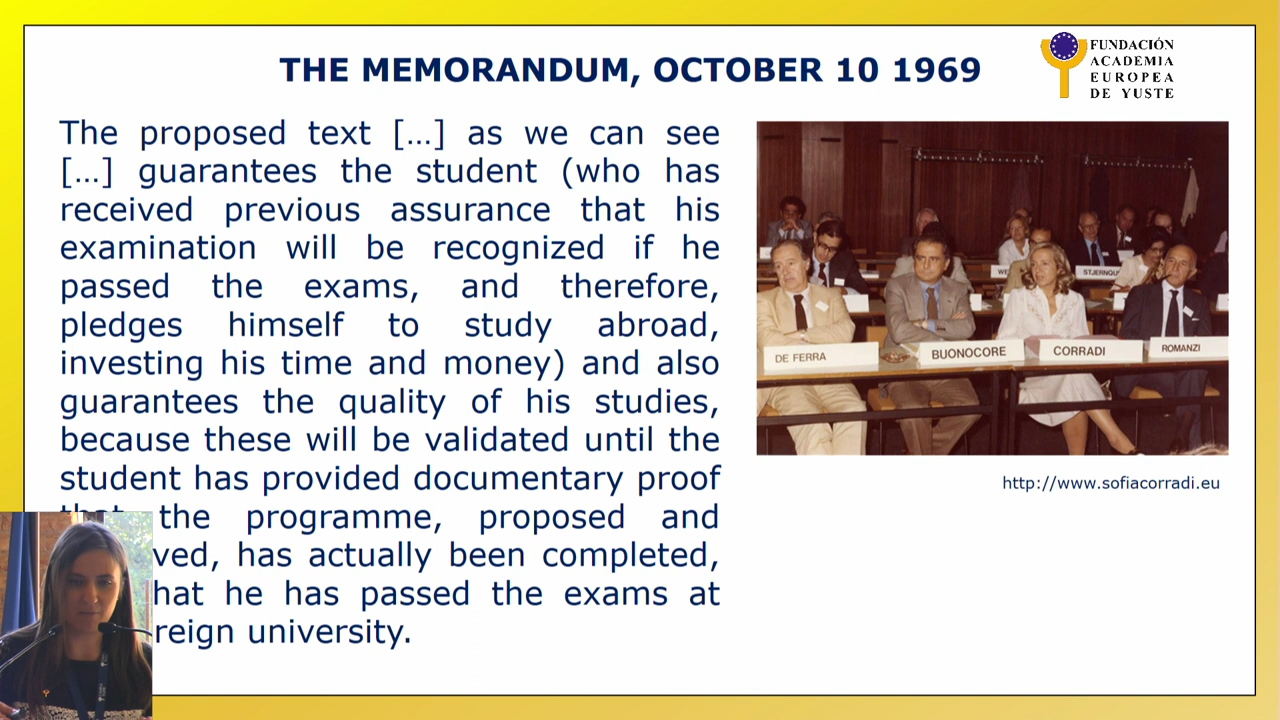 THE MEMORANDUM, OCTOBER 10 1969
FUNDACIÓN
ACADEMIA
EUROPEA
DE YUSTE
The proposed text […] as we can see
[…] guarantees the student (who has
received previous assurance that his
examination will be recognized if he
passed the exams, and therefore,
pledges himself to study abroad,
investing his time and money) and also
guarantees the quality of his studies,
because these will be validated until the
student has provided documentary proof
that the programme, proposed and
ved, has actually been completed,
hat he has passed the exams at
reign university.
WE
STJERNQU
DE FERRA
BUONOCORE
CORRADI
ROMANZI
http://www.sofiacorradi.eu